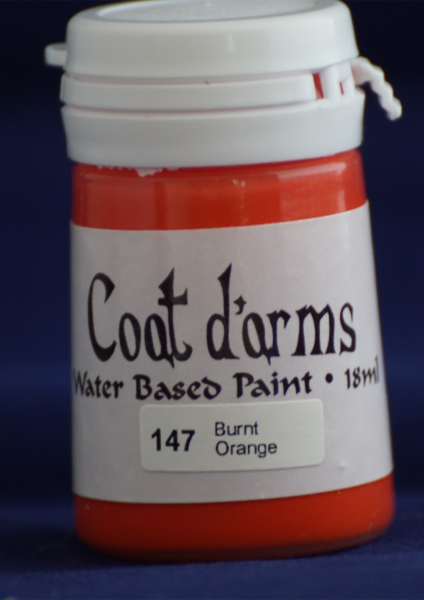 Coat d'arms
Water Based Paint • 18ml
147 Burnt
Orange